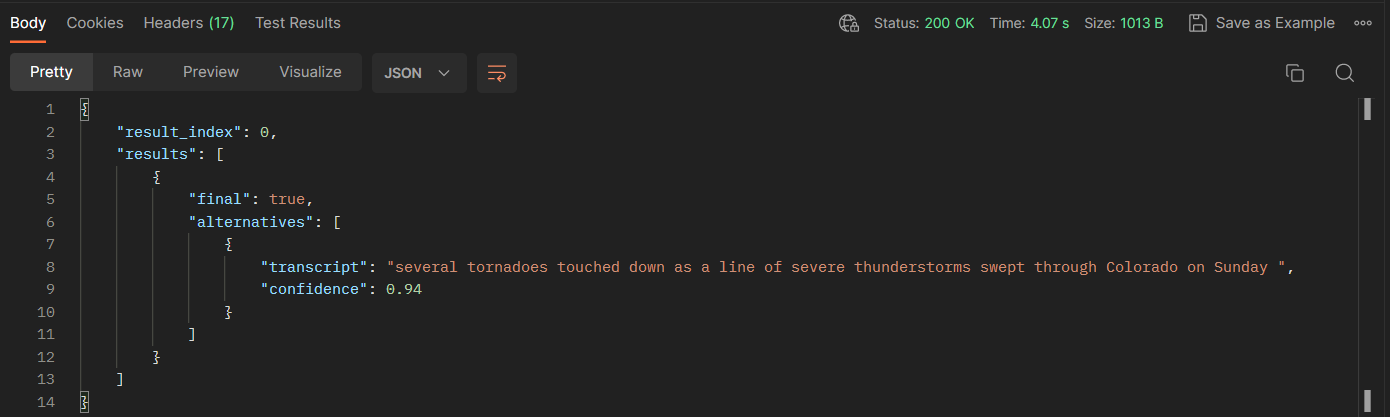 Body Cookies Headers (17) Test Results Status: 200 OK Time: 4.07 s Size: 1013 B Save as Example
Pretty Raw Preview Visualize JSON
1 {
2 "result_index": 0,
3 "results": [
4 {
5 "final": true,
6 "alternatives": [
7 {
8 "transcript": "several tornadoes touched down as a line of severe thunderstorms swept through Colorado on Sunday ",
9 "confidence": 0.94
10 }
11 ]
12 }
13 ]
14 }